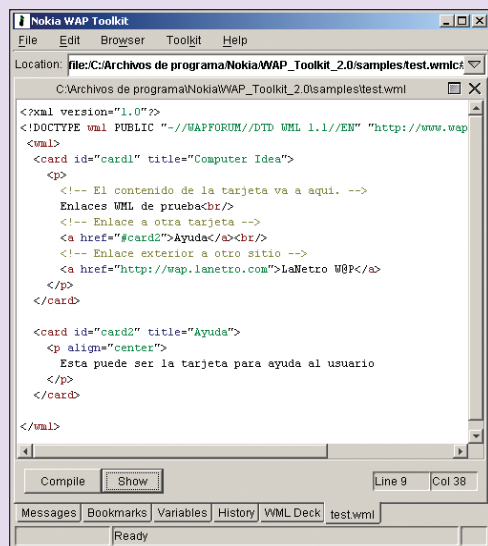 Nokia WAP Toolkit
File Edit Browser Toolkit Help
Location: file:/C:/Archivos de programa/Nokia/WAP_Toolkit_2.0/samples/test.wmlc#
C:\Archivos de programa\Nokia\WAP_Toolkit_2.0\samples\test.wml
<?xml version="1.0"?>
<!DOCTYPE wml PUBLIC "-//WAPFORUM//DTD WML 1.1//EN" "http://www.wap
<wml>
<card id="card1" title="Computer Idea">
<p>
<!-- El contenido de la tarjeta va a aqui. -->
Enlaces WML de prueba<br/>
<!-- Enlace a otra tarjeta -->
<a href="#card2">Ayuda</a><br/>
<!-- Enlace exterior a otro sitio -->
<a href="http://wap.lanetro.com">LaNetro W@P</a>
</p>
</card>
<card id="card2" title="Ayuda">
<p align="center">
Esta puede ser la tarjeta para ayuda al usuario
</p>
</card>
</wml>
Compile Show Line 9 Col 38
Messages Bookmarks Variables History WML Deck test.wml
Ready